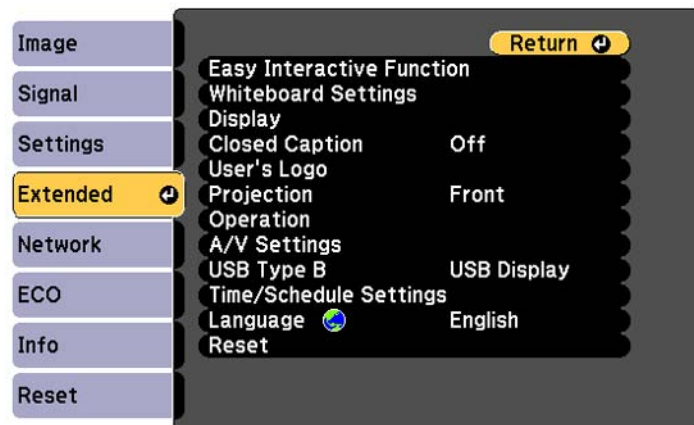 Image
Signal
Settings
Extended
Network
ECO
Info
Reset
Return
Easy Interactive Function
Whiteboard Settings
Display
Closed Caption Off
User's Logo
Projection Front
Operation
A/V Settings
USB Type B USB Display
Time/Schedule Settings
Language English
Reset